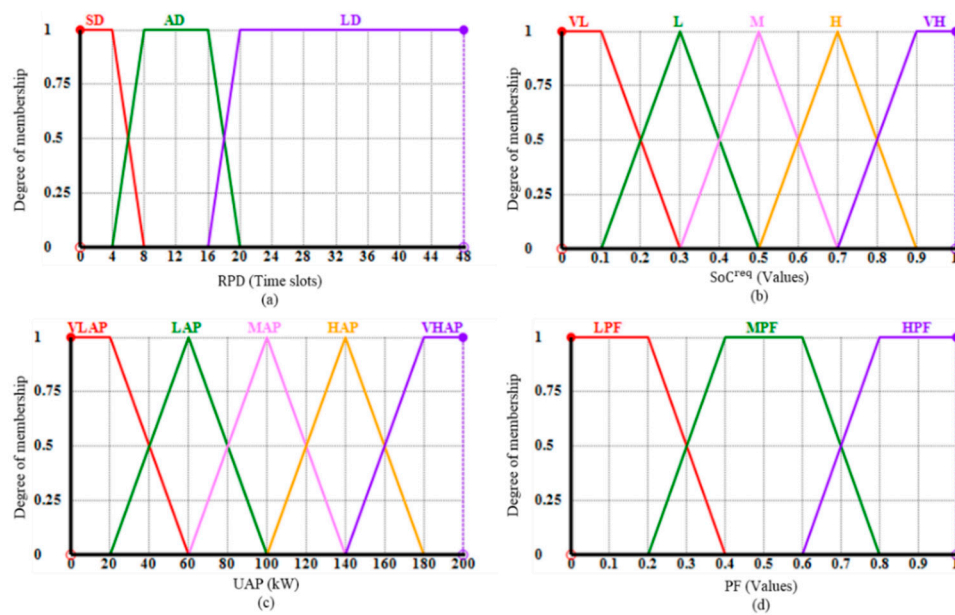 SD AD LD
1
0.75
0.5
0.25
0
Degree of membership
0 4 8 12 16 20 24 28 32 36 40 44 48
RPD (Time slots)
(a)
VL L M H VH
1
0.75
0.5
0.25
0
Degree of membership
0 0.1 0.2 0.3 0.4 0.5 0.6 0.7 0.8 0.9 1
SoC^req (Values)
(b)
VLAP LAP MAP HAP VHAP
1
0.75
0.5
0.25
0
Degree of membership
0 20 40 60 80 100 120 140 160 180 200
UAP (kW)
(c)
LPF MPF HPF
1
0.75
0.5
0.25
0
Degree of membership
0 0.1 0.2 0.3 0.4 0.5 0.6 0.7 0.8 0.9 1
PF (Values)
(d)